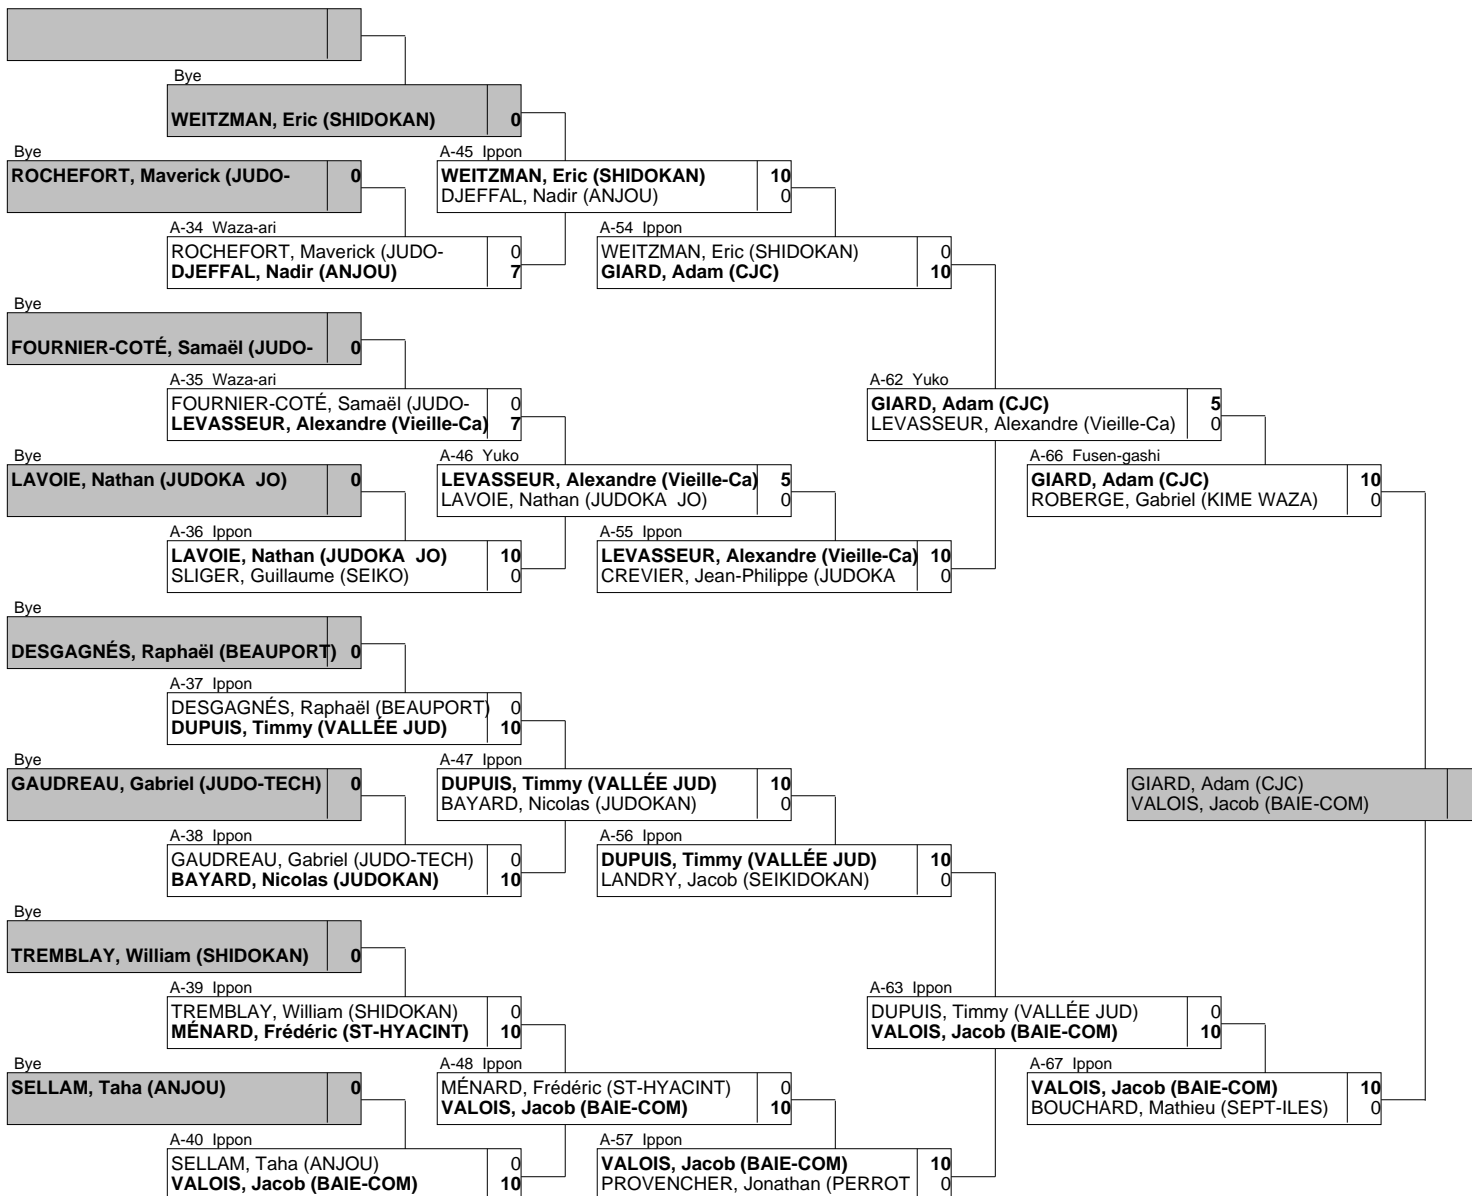 Bye
WEITZMAN, Eric (SHIDOKAN) 0
Bye
ROCHEFORT, Maverick (JUDO- 0
A-45 Ippon
WEITZMAN, Eric (SHIDOKAN) 10
DJEFFAL, Nadir (ANJOU) 0
A-34 Waza-ari
ROCHEFORT, Maverick (JUDO- 0
DJEFFAL, Nadir (ANJOU) 7
A-54 Ippon
WEITZMAN, Eric (SHIDOKAN) 0
GIARD, Adam (CJC) 10
Bye
FOURNIER-COTÉ, Samaël (JUDO- 0
A-35 Waza-ari
FOURNIER-COTÉ, Samaël (JUDO- 0
LEVASSEUR, Alexandre (Vieille-Ca) 7
A-62 Yuko
GIARD, Adam (CJC) 5
LEVASSEUR, Alexandre (Vieille-Ca) 0
Bye
LAVOIE, Nathan (JUDOKA JO) 0
A-46 Yuko
LEVASSEUR, Alexandre (Vieille-Ca) 5
LAVOIE, Nathan (JUDOKA JO) 0
A-66 Fusen-gashi
GIARD, Adam (CJC) 10
ROBERGE, Gabriel (KIME WAZA) 0
A-36 Ippon
LAVOIE, Nathan (JUDOKA JO) 10
SLIGER, Guillaume (SEIKO) 0
A-55 Ippon
LEVASSEUR, Alexandre (Vieille-Ca) 10
CREVIER, Jean-Philippe (JUDOKA 0
Bye
DESGAGNÉS, Raphaël (BEAUPORT) 0
A-37 Ippon
DESGAGNÉS, Raphaël (BEAUPORT) 0
DUPUIS, Timmy (VALLÉE JUD) 10
Bye
GAUDREAU, Gabriel (JUDO-TECH) 0
A-47 Ippon
DUPUIS, Timmy (VALLÉE JUD) 10
BAYARD, Nicolas (JUDOKAN) 0
GIARD, Adam (CJC)
VALOIS, Jacob (BAIE-COM)
A-38 Ippon
GAUDREAU, Gabriel (JUDO-TECH) 0
BAYARD, Nicolas (JUDOKAN) 10
A-56 Ippon
DUPUIS, Timmy (VALLÉE JUD) 10
LANDRY, Jacob (SEIKIDOKAN) 0
Bye
TREMBLAY, William (SHIDOKAN) 0
A-39 Ippon
TREMBLAY, William (SHIDOKAN) 0
MÉNARD, Frédéric (ST-HYACINT) 10
A-63 Ippon
DUPUIS, Timmy (VALLÉE JUD) 0
VALOIS, Jacob (BAIE-COM) 10
Bye
SELLAM, Taha (ANJOU) 0
A-48 Ippon
MÉNARD, Frédéric (ST-HYACINT) 0
VALOIS, Jacob (BAIE-COM) 10
A-67 Ippon
VALOIS, Jacob (BAIE-COM) 10
BOUCHARD, Mathieu (SEPT-ILES) 0
A-40 Ippon
SELLAM, Taha (ANJOU) 0
VALOIS, Jacob (BAIE-COM) 10
A-57 Ippon
VALOIS, Jacob (BAIE-COM) 10
PROVENCHER, Jonathan (PERROT 0